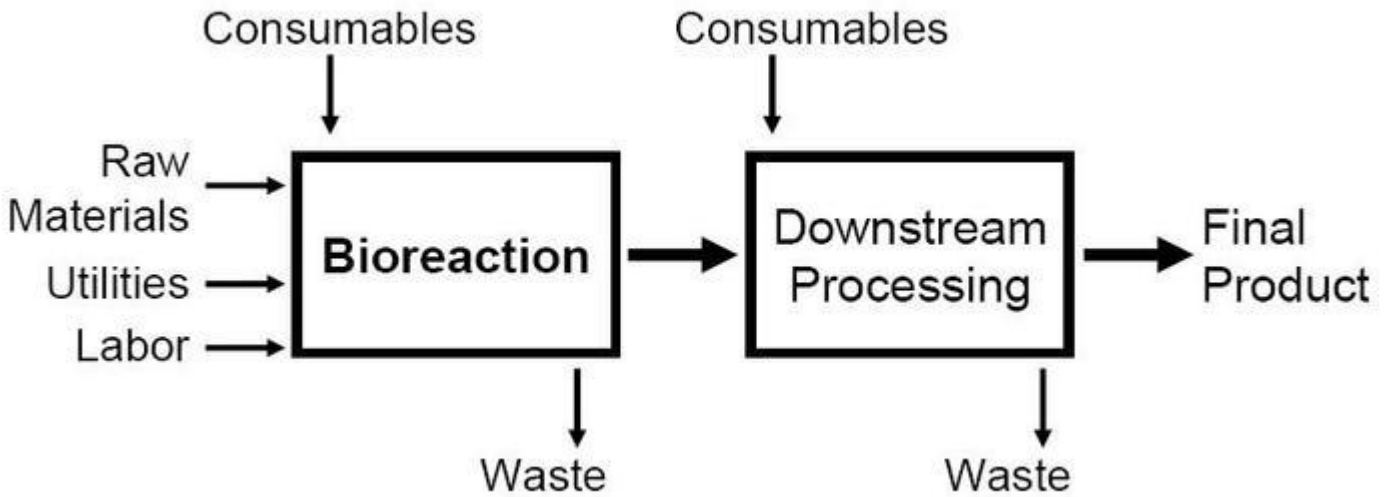 Consumables
Consumables
Raw
Materials
Utilities
Labor
Bioreaction
Downstream
Processing
Final
Product
Waste
Waste